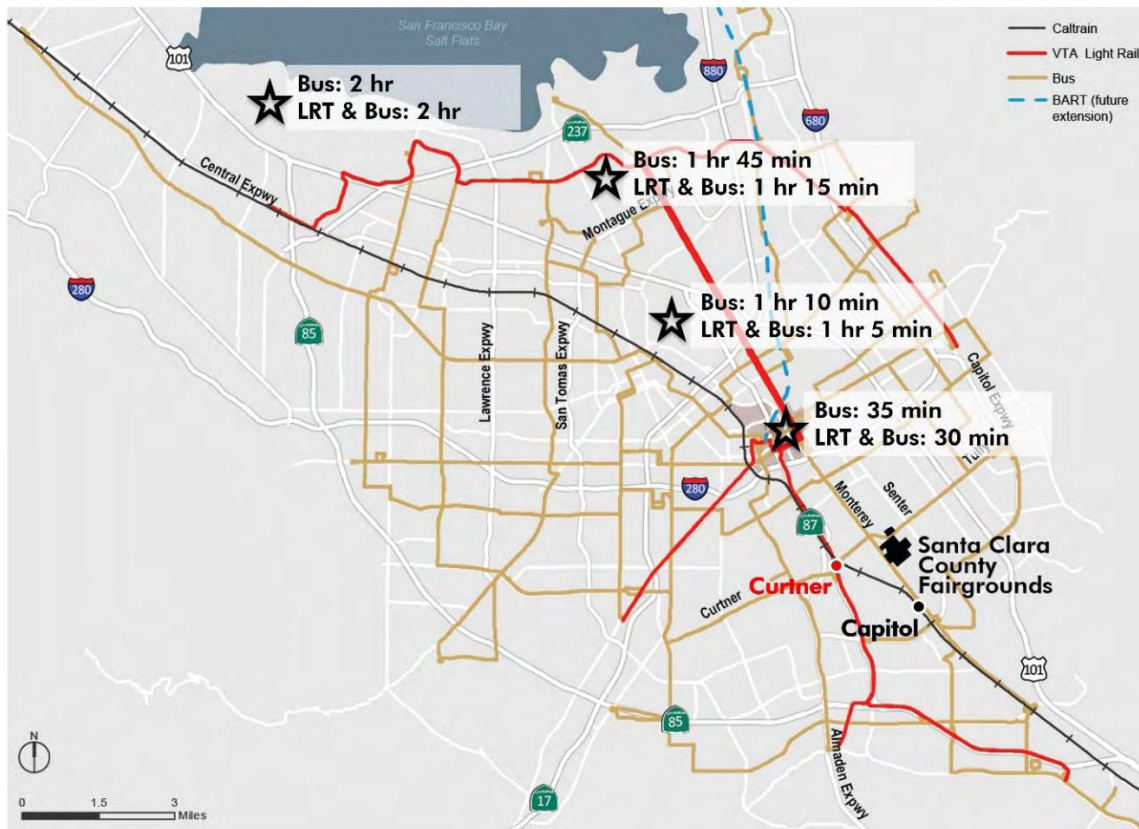 San Francisco Bay
Salt Flats
Caltrain
VTA Light Rail
Bus
BART (future
extension)
101
880
680
237
Bus: 2 hr
LRT & Bus: 2 hr
Bus: 1 hr 45 min
LRT & Bus: 1 hr 15 min
Central Expwy
Montague Expwy
280
85
Bus: 1 hr 10 min
LRT & Bus: 1 hr 5 min
Lawrence Expwy
San Tomas Expwy
Capitol Expwy
Bus: 35 min
LRT & Bus: 30 min
Tully
280
Monterey
Senter
87
Santa Clara
County
Fairgrounds
Curtner
Curtner
Capitol
101
85
Almaden Expwy
17
N
0 1.5 3
Miles